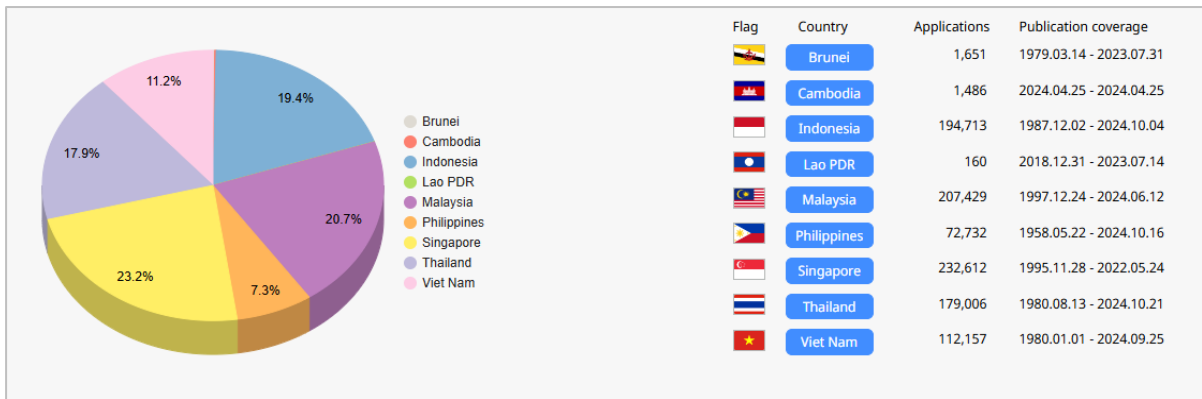 11.2%
19.4%
17.9%
20.7%
23.2%
7.3%
Brunei
Cambodia
Indonesia
Lao PDR
Malaysia
Philippines
Singapore
Thailand
Viet Nam
Flag Country Applications Publication coverage
Brunei 1,651 1979.03.14 - 2023.07.31
Cambodia 1,486 2024.04.25 - 2024.04.25
Indonesia 194,713 1987.12.02 - 2024.10.04
Lao PDR 160 2018.12.31 - 2023.07.14
Malaysia 207,429 1997.12.24 - 2024.06.12
Philippines 72,732 1958.05.22 - 2024.10.16
Singapore 232,612 1995.11.28 - 2022.05.24
Thailand 179,006 1980.08.13 - 2024.10.21
Viet Nam 112,157 1980.01.01 - 2024.09.25